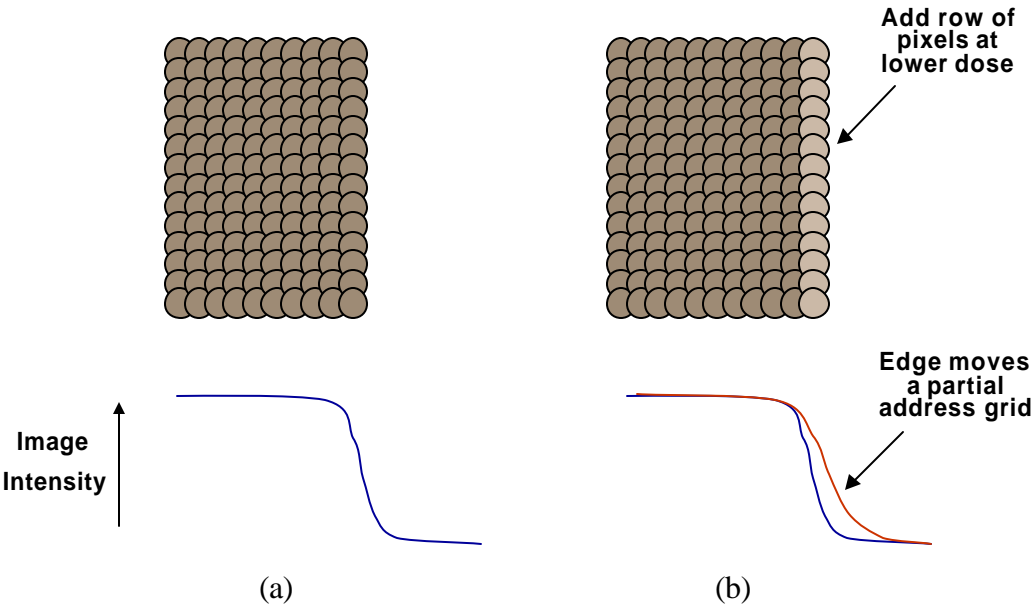 Add row of
pixels at
lower dose
Image
Intensity
Edge moves
a partial
address grid
(a)
(b)